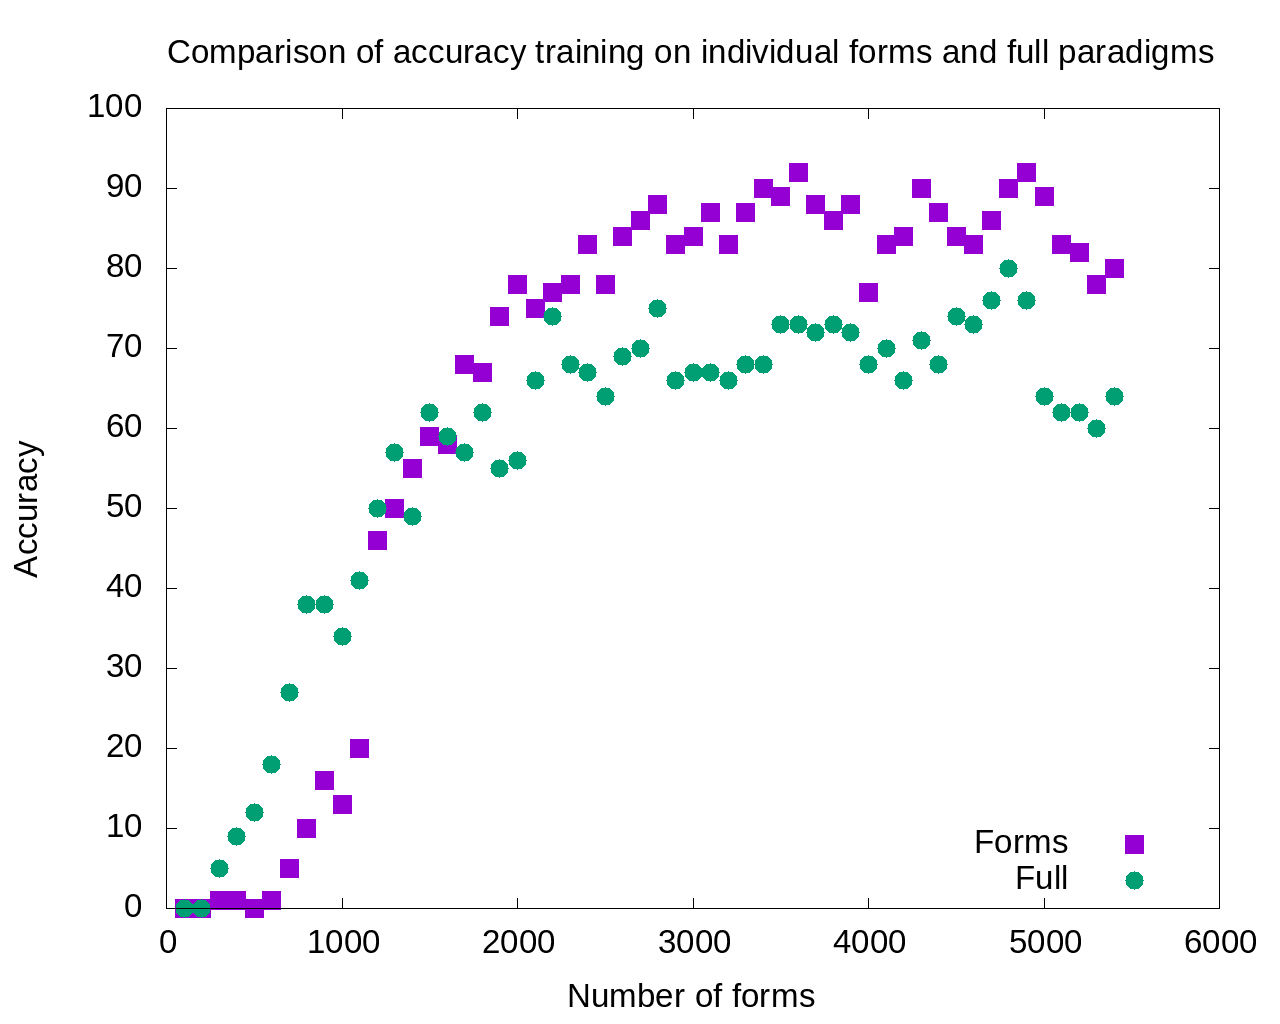 Comparison of accuracy training on individual forms and full paradigms
100
90
80
70
60
50
40
30
20
10
0
Accuracy
Forms
Full
0 1000 2000 3000 4000 5000 6000
Number of forms